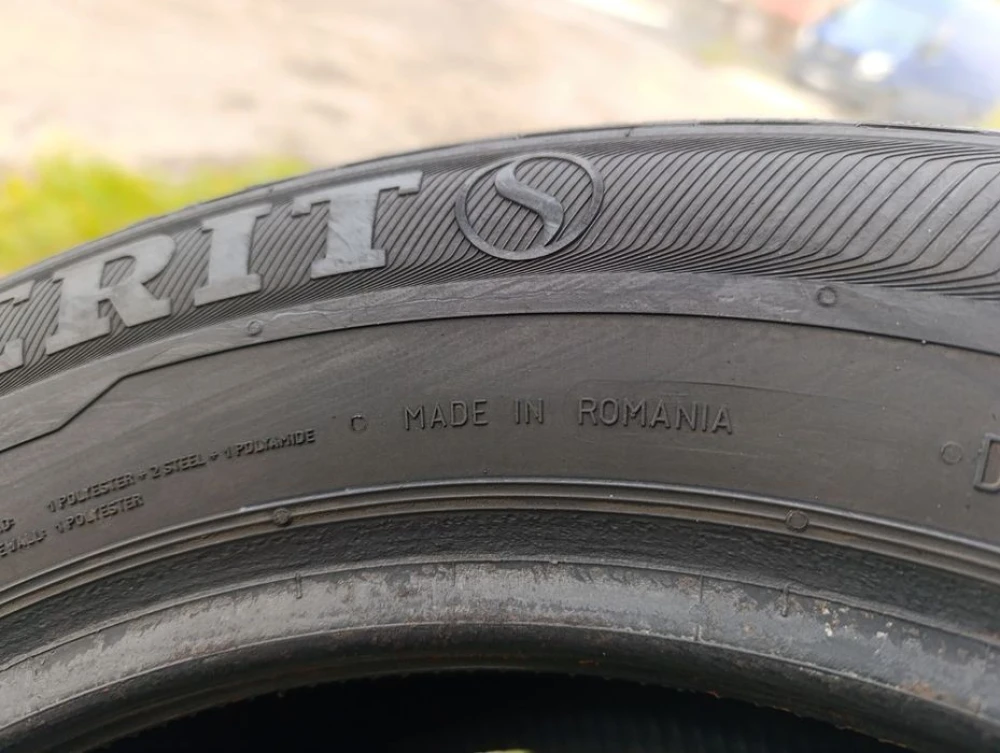 ERIT
MADE IN ROMANIA
1 POLYESTER + 2 STEEL + 1 POLYAMIDE
1 POLYESTER
D